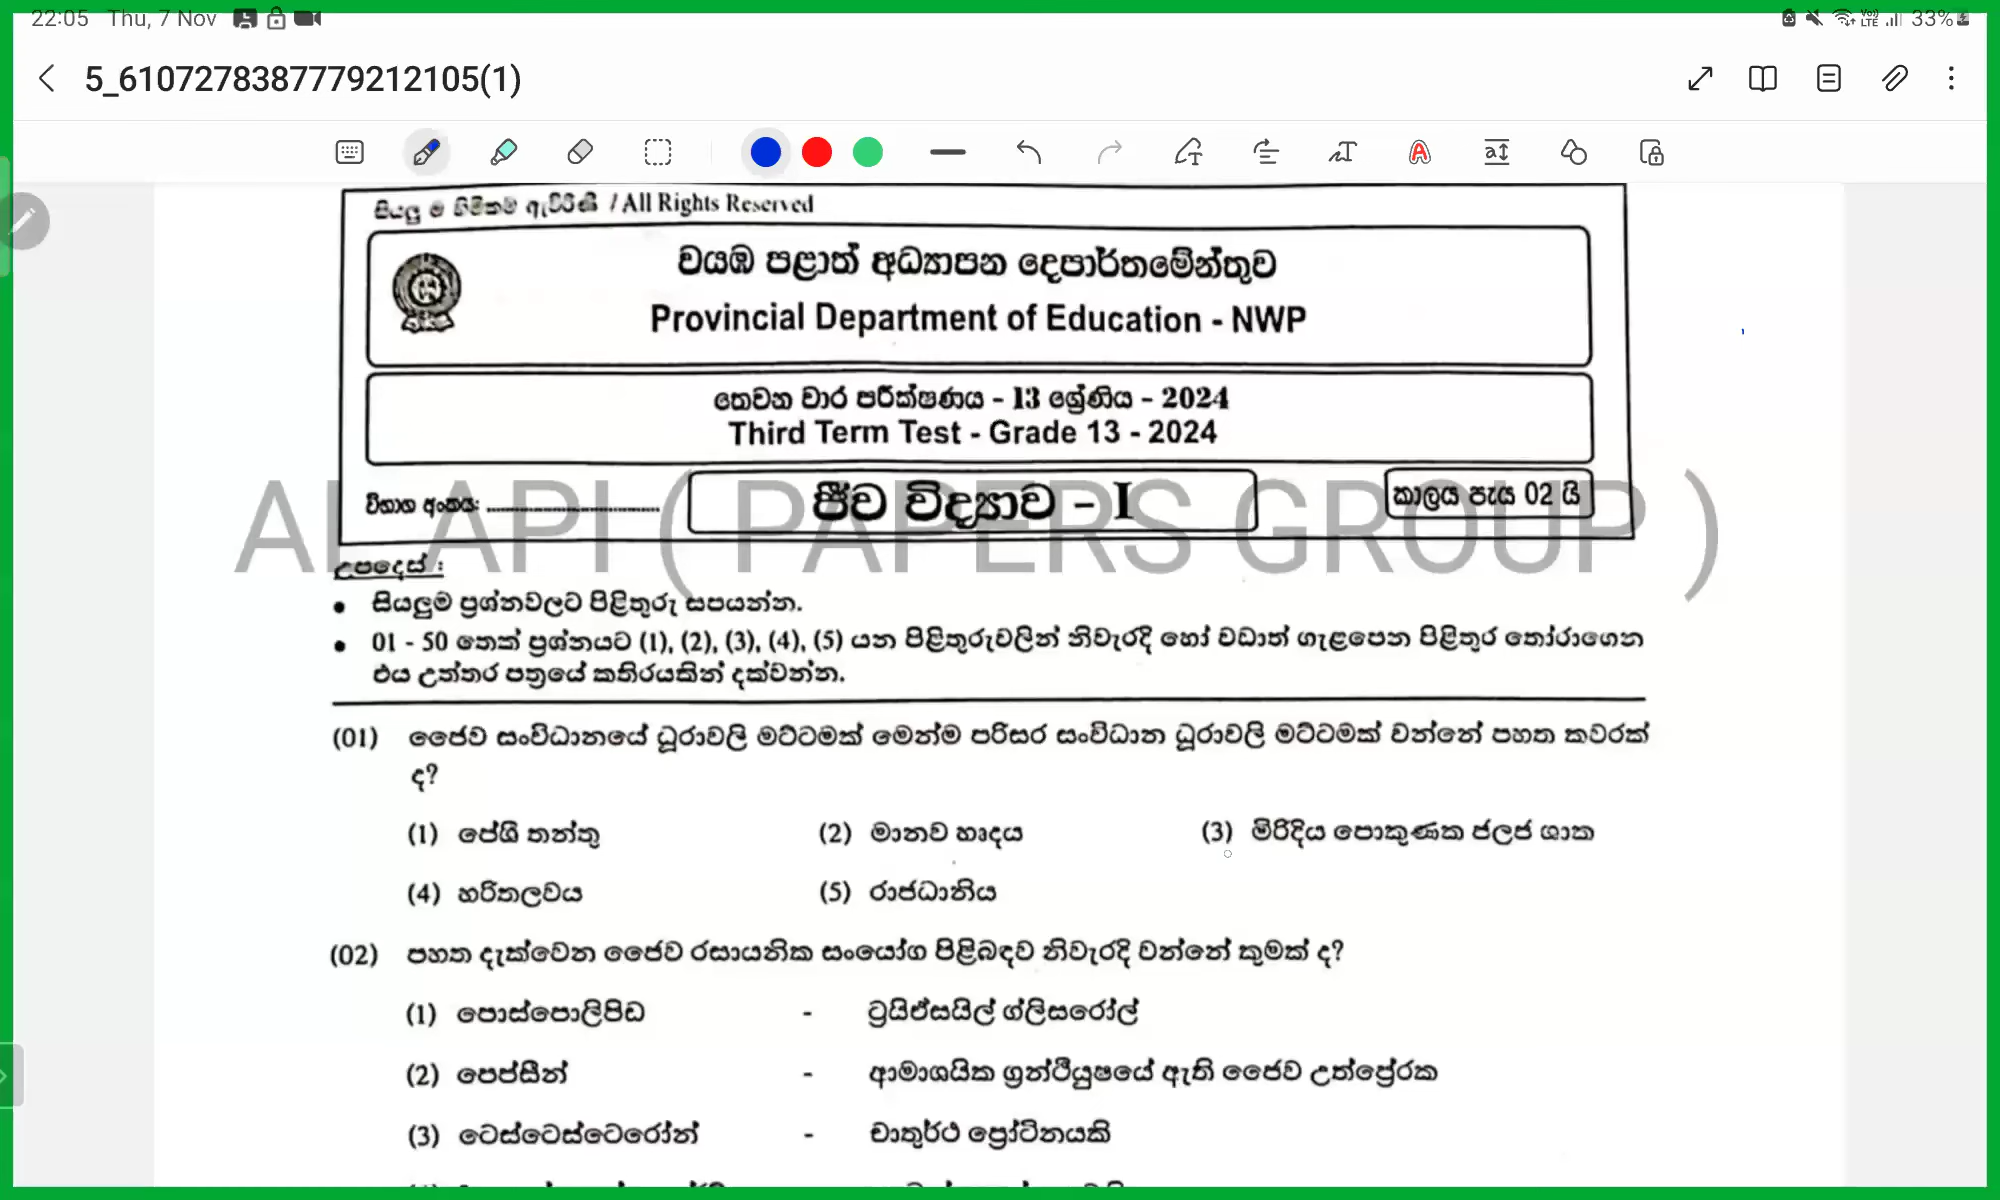 22:05 Thu, 7 Nov
33%
5_6107278387779212105(1)
සියලු ම හිමිකම් ඇවිරිණි / All Rights Reserved
වයඹ පළාත් අධ්‍යාපන දෙපාර්තමේන්තුව
Provincial Department of Education - NWP
තෙවන වාර පරීක්ෂණය - 13 ශ්‍රේණිය - 2024
Third Term Test - Grade 13 - 2024
විභාග අංකය: ................................
ජීව විද්‍යාව - I
කාලය පැය 02 යි
AL API ( PAPERS GROUP )
උපදෙස් :
• සියලුම ප්‍රශ්නවලට පිළිතුරු සපයන්න.
• 01 - 50 තෙක් ප්‍රශ්නයට (1), (2), (3), (4), (5) යන පිළිතුරුවලින් නිවැරදි හෝ වඩාත් ගැළපෙන පිළිතුර තෝරාගෙන
එය උත්තර පත්‍රයේ කතිරයකින් දක්වන්න.
(01) ජෛව සංවිධානයේ ධූරාවලි මට්ටමක් මෙන්ම පරිසර සංවිධාන ධූරාවලි මට්ටමක් වන්නේ පහත කවරක්
ද?
(1) පේශි තන්තු (2) මානව හෘදය (3) මිරිදිය පොකුණක ජලජ ශාක
(4) හරිතලවය (5) රාජධානිය
(02) පහත දැක්වෙන ජෛව රසායනික සංයෝග පිළිබඳව නිවැරදි වන්නේ කුමක් ද?
(1) පොස්පොලිපිඩ - ට්‍රයිඒසයිල් ග්ලිසරෝල්
(2) පෙප්සීන් - ආමාශයික ග්‍රන්ථියුෂයේ ඇති ජෛව උත්ප්‍රේරක
(3) ටෙස්ටෙස්ටෙරෝන් - චාතුර්ථ ප්‍රෝටිනයකි